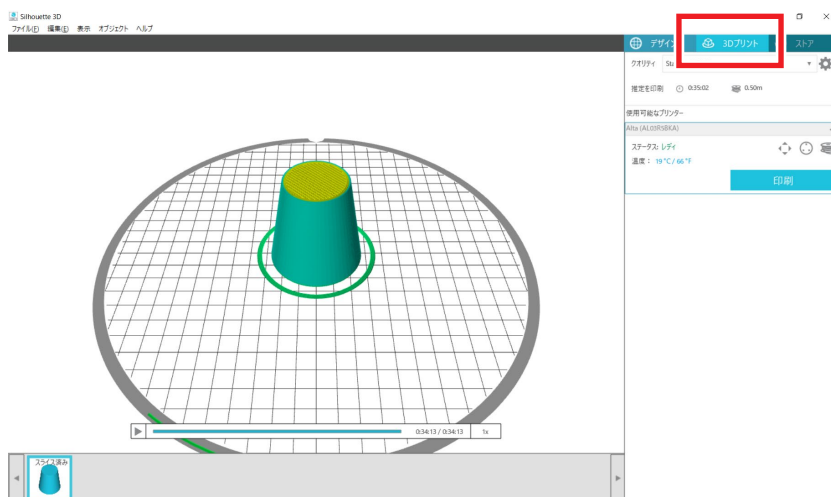 Silhouette 3D
ファイル(F) 編集(E) 表示 オブジェクト ヘルプ
デザイン 3Dプリント ストア
クオリティ
推定を印刷 0:35:02 0.50m
使用可能なプリンター
ステータス: レディ
温度： 19 °C / 66 °F
印刷
0:34:13 / 0:34:13 1x
スライス済み